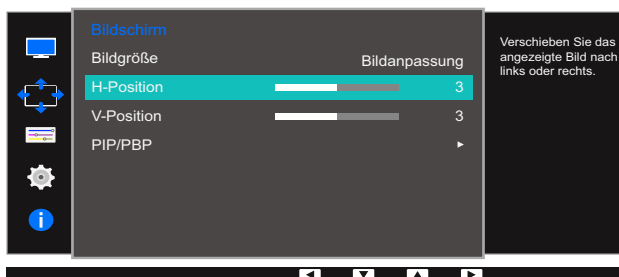 Bildschirm
Bildgröße Bildanpassung
H-Position 3
V-Position 3
PIP/PBP
Verschieben Sie das
angezeigte Bild nach
links oder rechts.